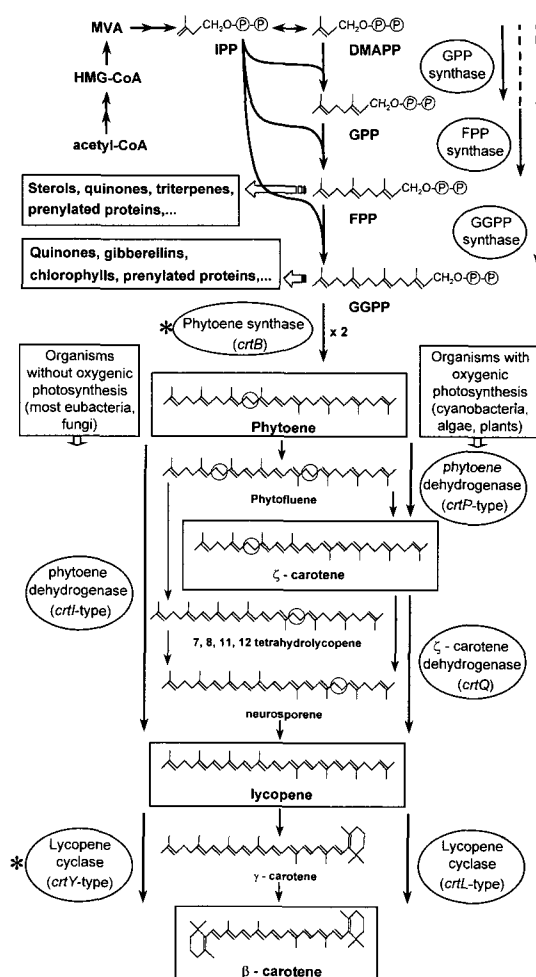 MVA
CH₂O-Ⓟ-Ⓟ
CH₂O-Ⓟ-Ⓟ
IPP
DMAPP
HMG-CoA
acetyl-CoA
GPP
synthase
CH₂O-Ⓟ-Ⓟ
GPP
FPP
synthase
Sterols, quinones, triterpenes,
prenylated proteins,...
CH₂O-Ⓟ-Ⓟ
FPP
GGPP
synthase
Quinones, gibberellins,
chlorophylls, prenylated proteins,...
CH₂O-Ⓟ-Ⓟ
GGPP
* Phytoene synthase
(crtB)
x 2
Organisms
without oxygenic
photosynthesis
(most eubacteria,
fungi)
Organisms with
oxygenic
photosynthesis
(cyanobacteria,
algae, plants)
Phytoene
Phytofluene
phytoene
dehydrogenase
(crtP-type)
ζ - carotene
phytoene
dehydrogenase
(crtI-type)
7, 8, 11, 12 tetrahydrolycopene
ζ - carotene
dehydrogenase
(crtQ)
neurosporene
lycopene
* Lycopene
cyclase
(crtY-type)
Lycopene
cyclase
(crtL-type)
γ - carotene
β - carotene